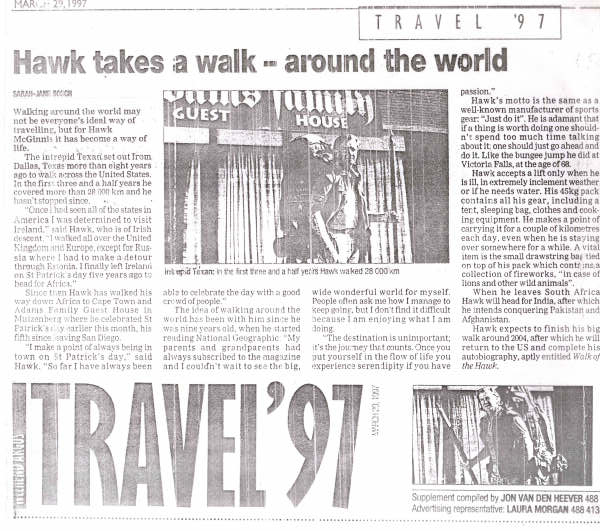 MARCH 29, 1997
TRAVEL '97
Hawk takes a walk – around the world
SARAH-JANE BOSCH
Walking around the world may
not be everyone's ideal way of
travelling, but for Hawk
McGinnis it has become a way of
life.
The intrepid Texan set out from
Dallas, Texas more than eight years
ago to walk across the United States.
In the first three and a half years he
covered more than 28 000 km and he
hasn't stopped since.
"Once I had seen all of the states in
America I was determined to visit
Ireland," said Hawk, who is of Irish
descent. "I walked all over the United
Kingdom and Europe, except for Rus-
sia where I had to make a detour
through Estonia. I finally left Ireland
on St Patrick's day five years ago to
head for Africa."
Since then Hawk has walked his
way down Africa to Cape Town and
Adams Family Guest House in
Muizenberg where he celebrated St
Patrick's day earlier this month, his
fifth since leaving San Diego.
"I make a point of always being in
town on St Patrick's day," said
Hawk. "So far I have always been
family
GUEST HOUSE
Intrepid Texan: in the first three and a half years Hawk walked 28 000 km
able to celebrate the day with a good
crowd of people."
The idea of walking around the
world has been with him since he
was nine years old, when he started
reading National Geographic. "My
parents and grandparents had
always subscribed to the magazine
and I couldn't wait to see the big,
wide wonderful world for myself.
People often ask me how I manage to
keep going, but I don't find it difficult
because I am enjoying what I am
doing.
"The destination is unimportant;
it's the journey that counts. Once you
put yourself in the flow of life you
experience serendipity if you have
passion."
Hawk's motto is the same as a
well-known manufacturer of sports
gear: "Just do it". He is adamant that
if a thing is worth doing one should-
n't spend too much time talking
about it; one should just go ahead and
do it. Like the bungee jump he did at
Victoria Falls, at the age of 68.
Hawk accepts a lift only when he
is ill, in extremely inclement weather
or if he needs water. His 45kg pack
contains all his gear, including a
tent, sleeping bag, clothes and cook-
ing equipment. He makes a point of
carrying it for a couple of kilometres
each day, even when he is staying
over somewhere for a while. A vital
item is the small drawstring bag tied
on top of his pack which contains a
collection of fireworks, "in case of
lions and other wild animals".
When he leaves South Africa
Hawk will head for India, after which
he intends conquering Pakistan and
Afghanistan.
Hawk expects to finish his big
walk around 2004, after which he will
return to the US and complete his
autobiography, aptly entitled Walk of
the Hawk.
WEEKEND ARGUS
TRAVEL '97
MARCH 29, 1997
Supplement compiled by JON VAN DEN HEEVER 488
Advertising representative: LAURA MORGAN 488 413